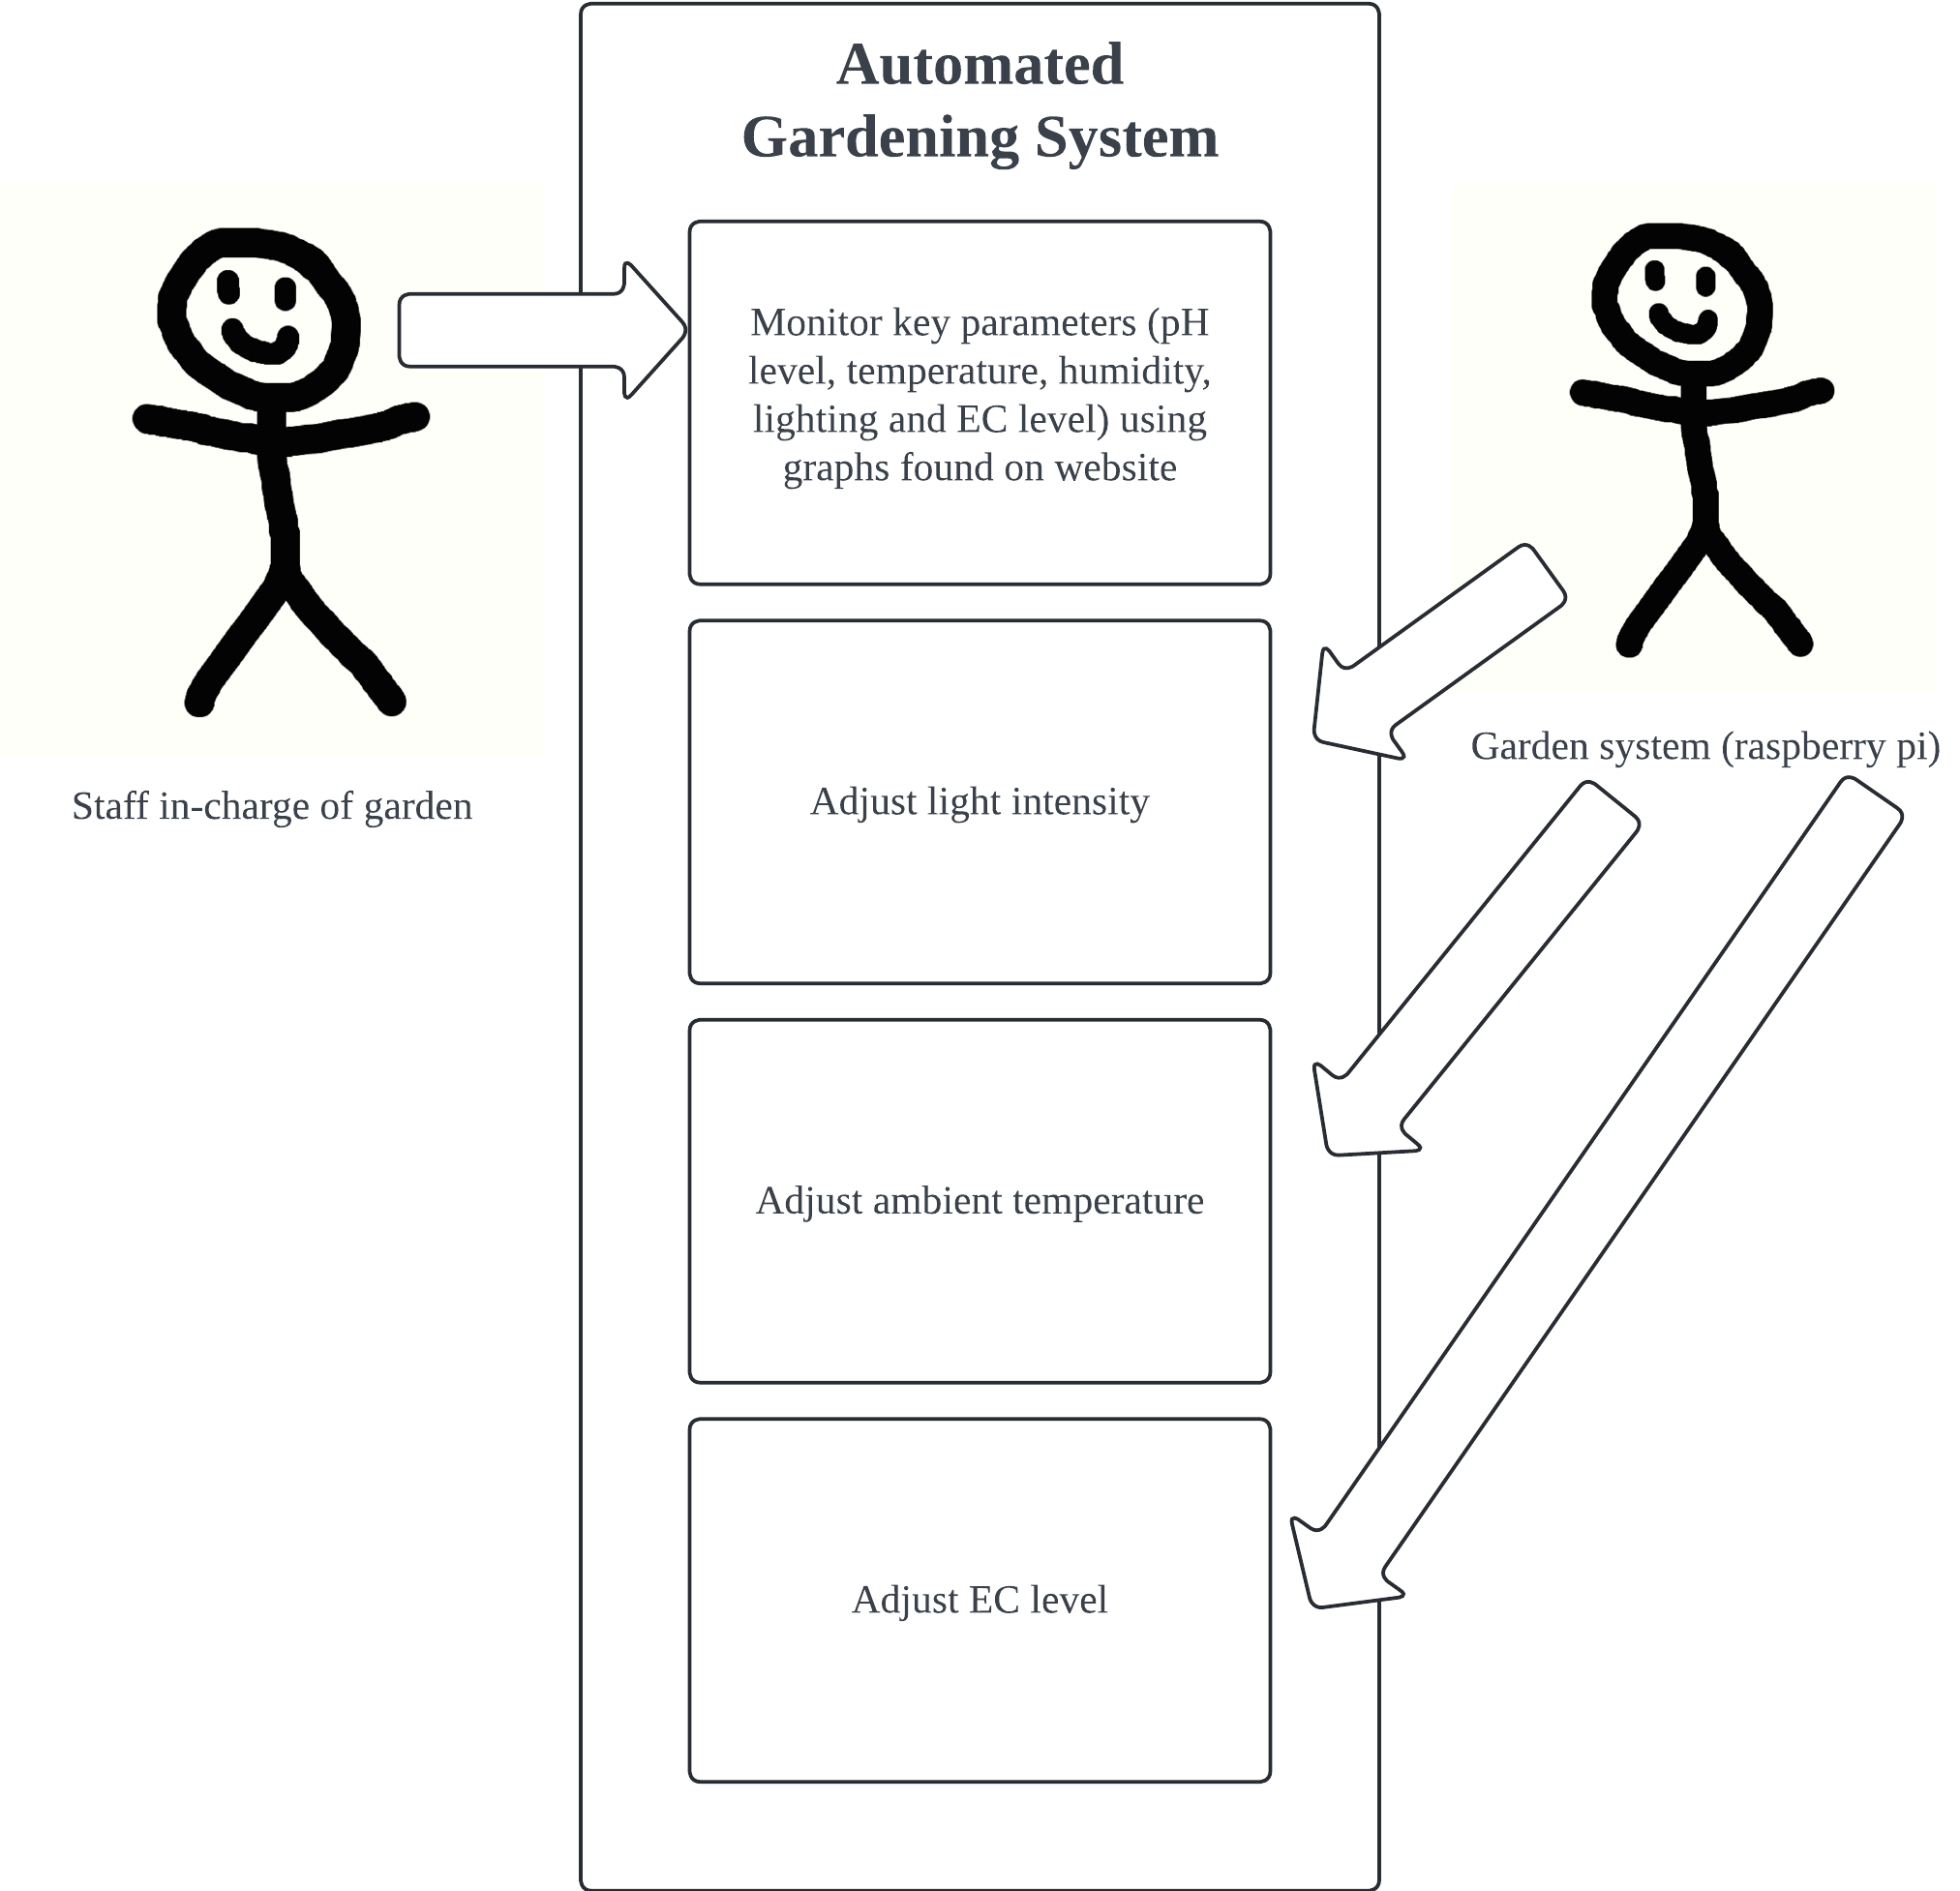 Automated
Gardening System
Monitor key parameters (pH
level, temperature, humidity,
lighting and EC level) using
graphs found on website
Staff in-charge of garden
Garden system (raspberry pi)
Adjust light intensity
Adjust ambient temperature
Adjust EC level